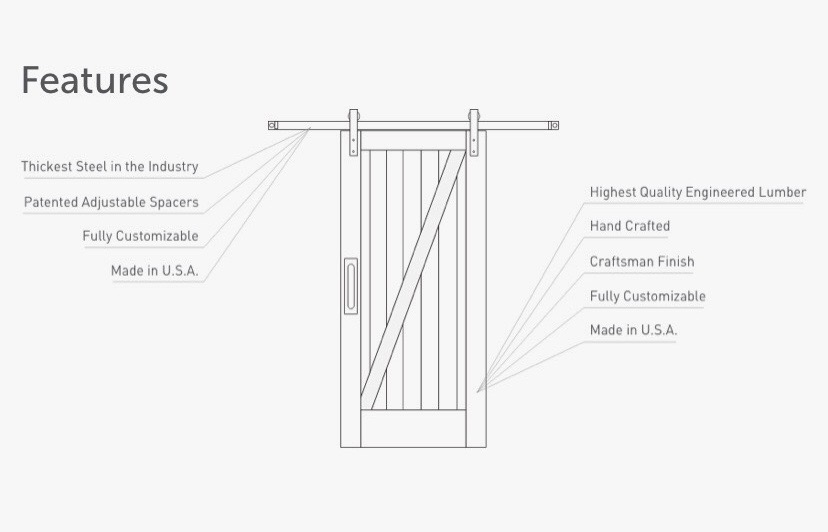 Features
Thickest Steel in the Industry
Patented Adjustable Spacers
Fully Customizable
Made in U.S.A.
Highest Quality Engineered Lumber
Hand Crafted
Craftsman Finish
Fully Customizable
Made in U.S.A.